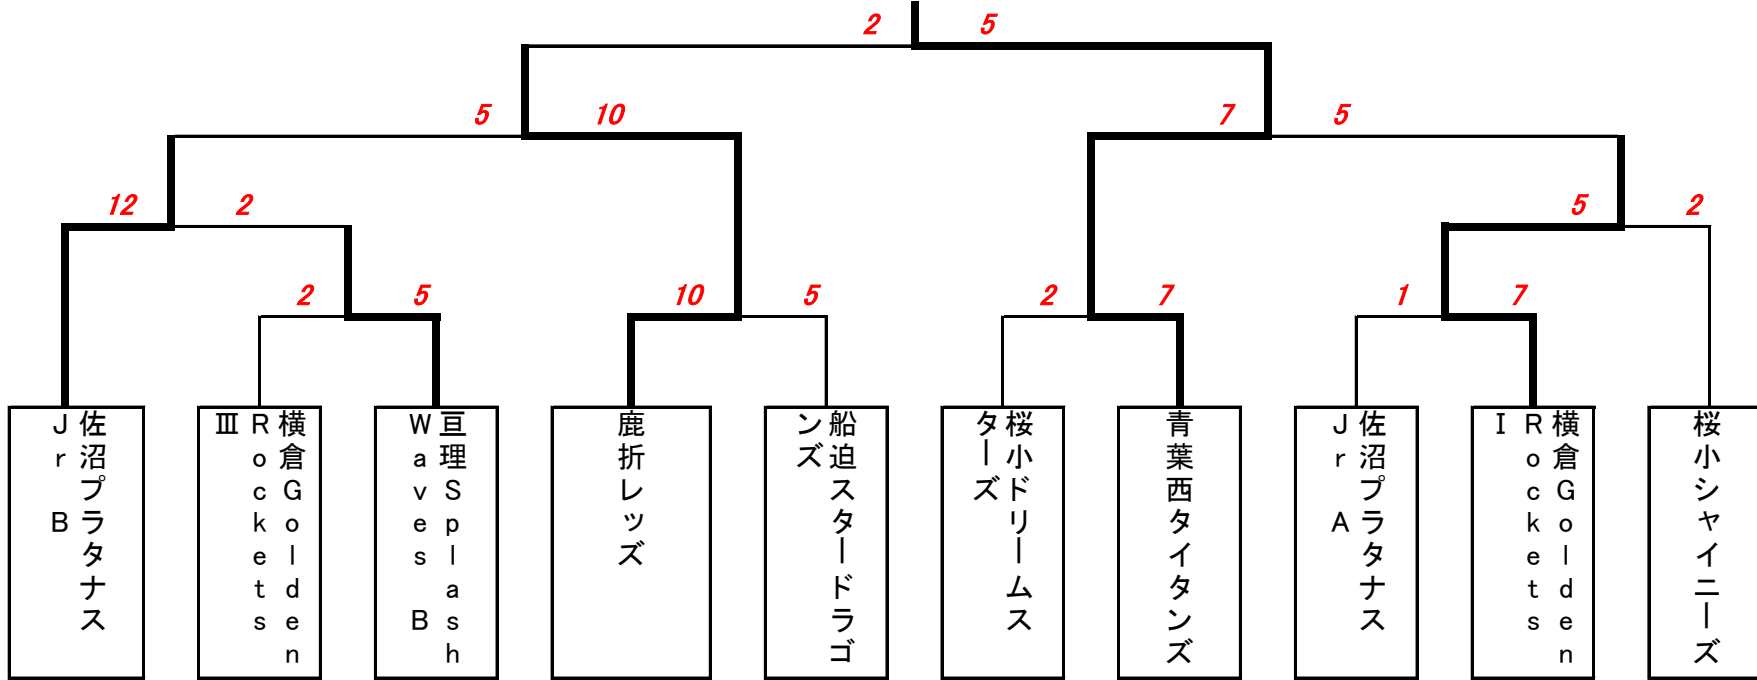 2 5
5 10 7 5
12 2 5 2
2 5 10 5 2 7 1 7
佐沼プラタナス
Jr B
横倉Golden
Rockets
Ⅲ
亘理Splash
Waves B
鹿折レッズ
船迫スタードラゴ
ンズ
桜小ドリームス
ターズ
青葉西タイタンズ
佐沼プラタナス
Jr A
横倉Golden
Rockets
Ⅰ
桜小シャイニーズ